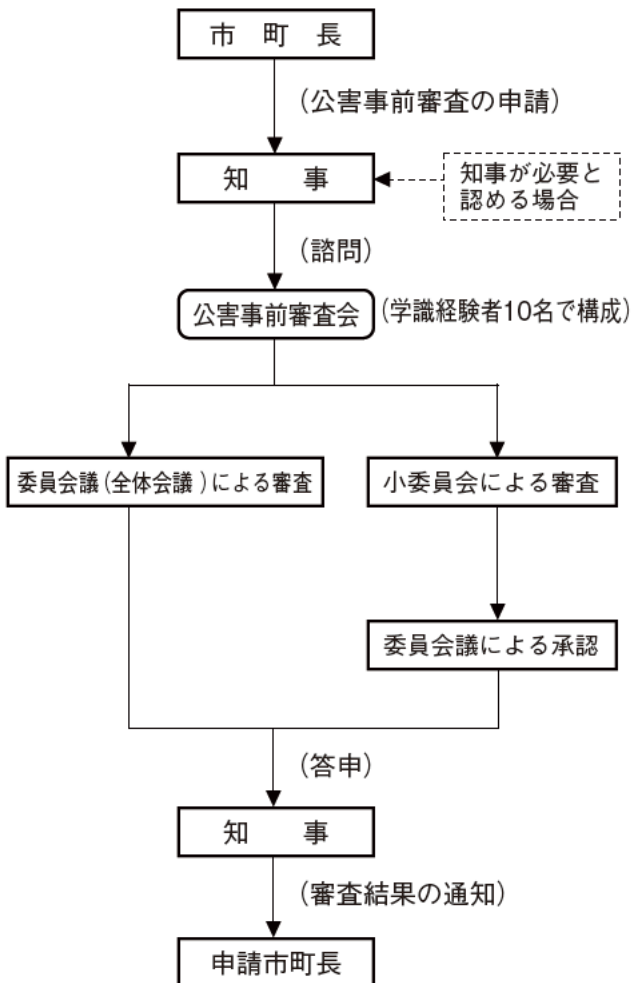 市 町 長
(公害事前審査の申請)
知 事
知事が必要と
認める場合
(諮問)
公害事前審査会
(学識経験者10名で構成)
委員会議(全体会議)による審査
小委員会による審査
委員会議による承認
(答申)
知 事
(審査結果の通知)
申請市町長